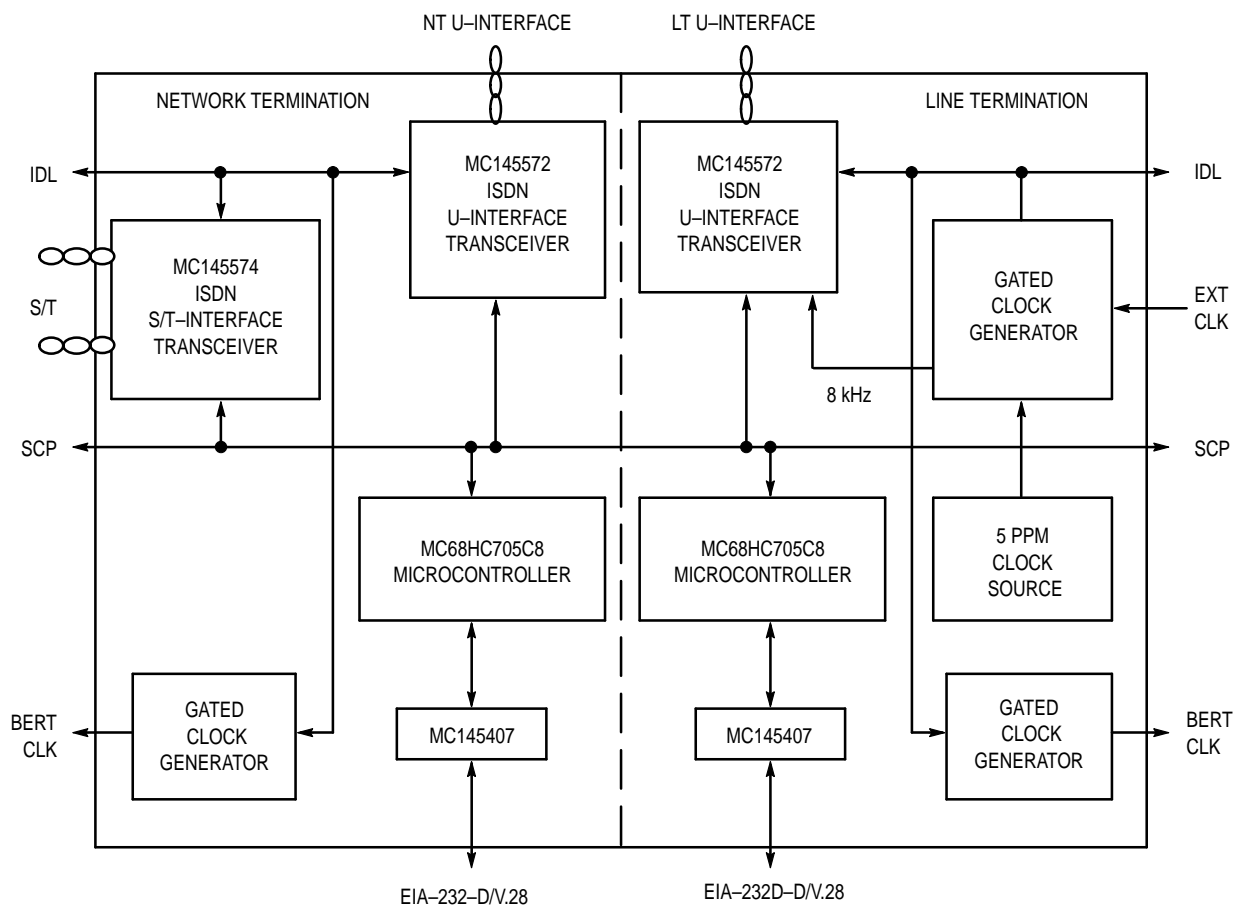 NT U–INTERFACE
LT U–INTERFACE
NETWORK TERMINATION
LINE TERMINATION
IDL
MC145572
ISDN
U–INTERFACE
TRANSCEIVER
MC145572
ISDN
U–INTERFACE
TRANSCEIVER
IDL
S/T
MC145574
ISDN
S/T–INTERFACE
TRANSCEIVER
GATED
CLOCK
GENERATOR
EXT
CLK
8 kHz
SCP
SCP
MC68HC705C8
MICROCONTROLLER
MC68HC705C8
MICROCONTROLLER
5 PPM
CLOCK
SOURCE
BERT
CLK
GATED
CLOCK
GENERATOR
MC145407
MC145407
GATED
CLOCK
GENERATOR
BERT
CLK
EIA–232–D/V.28
EIA–232D–D/V.28